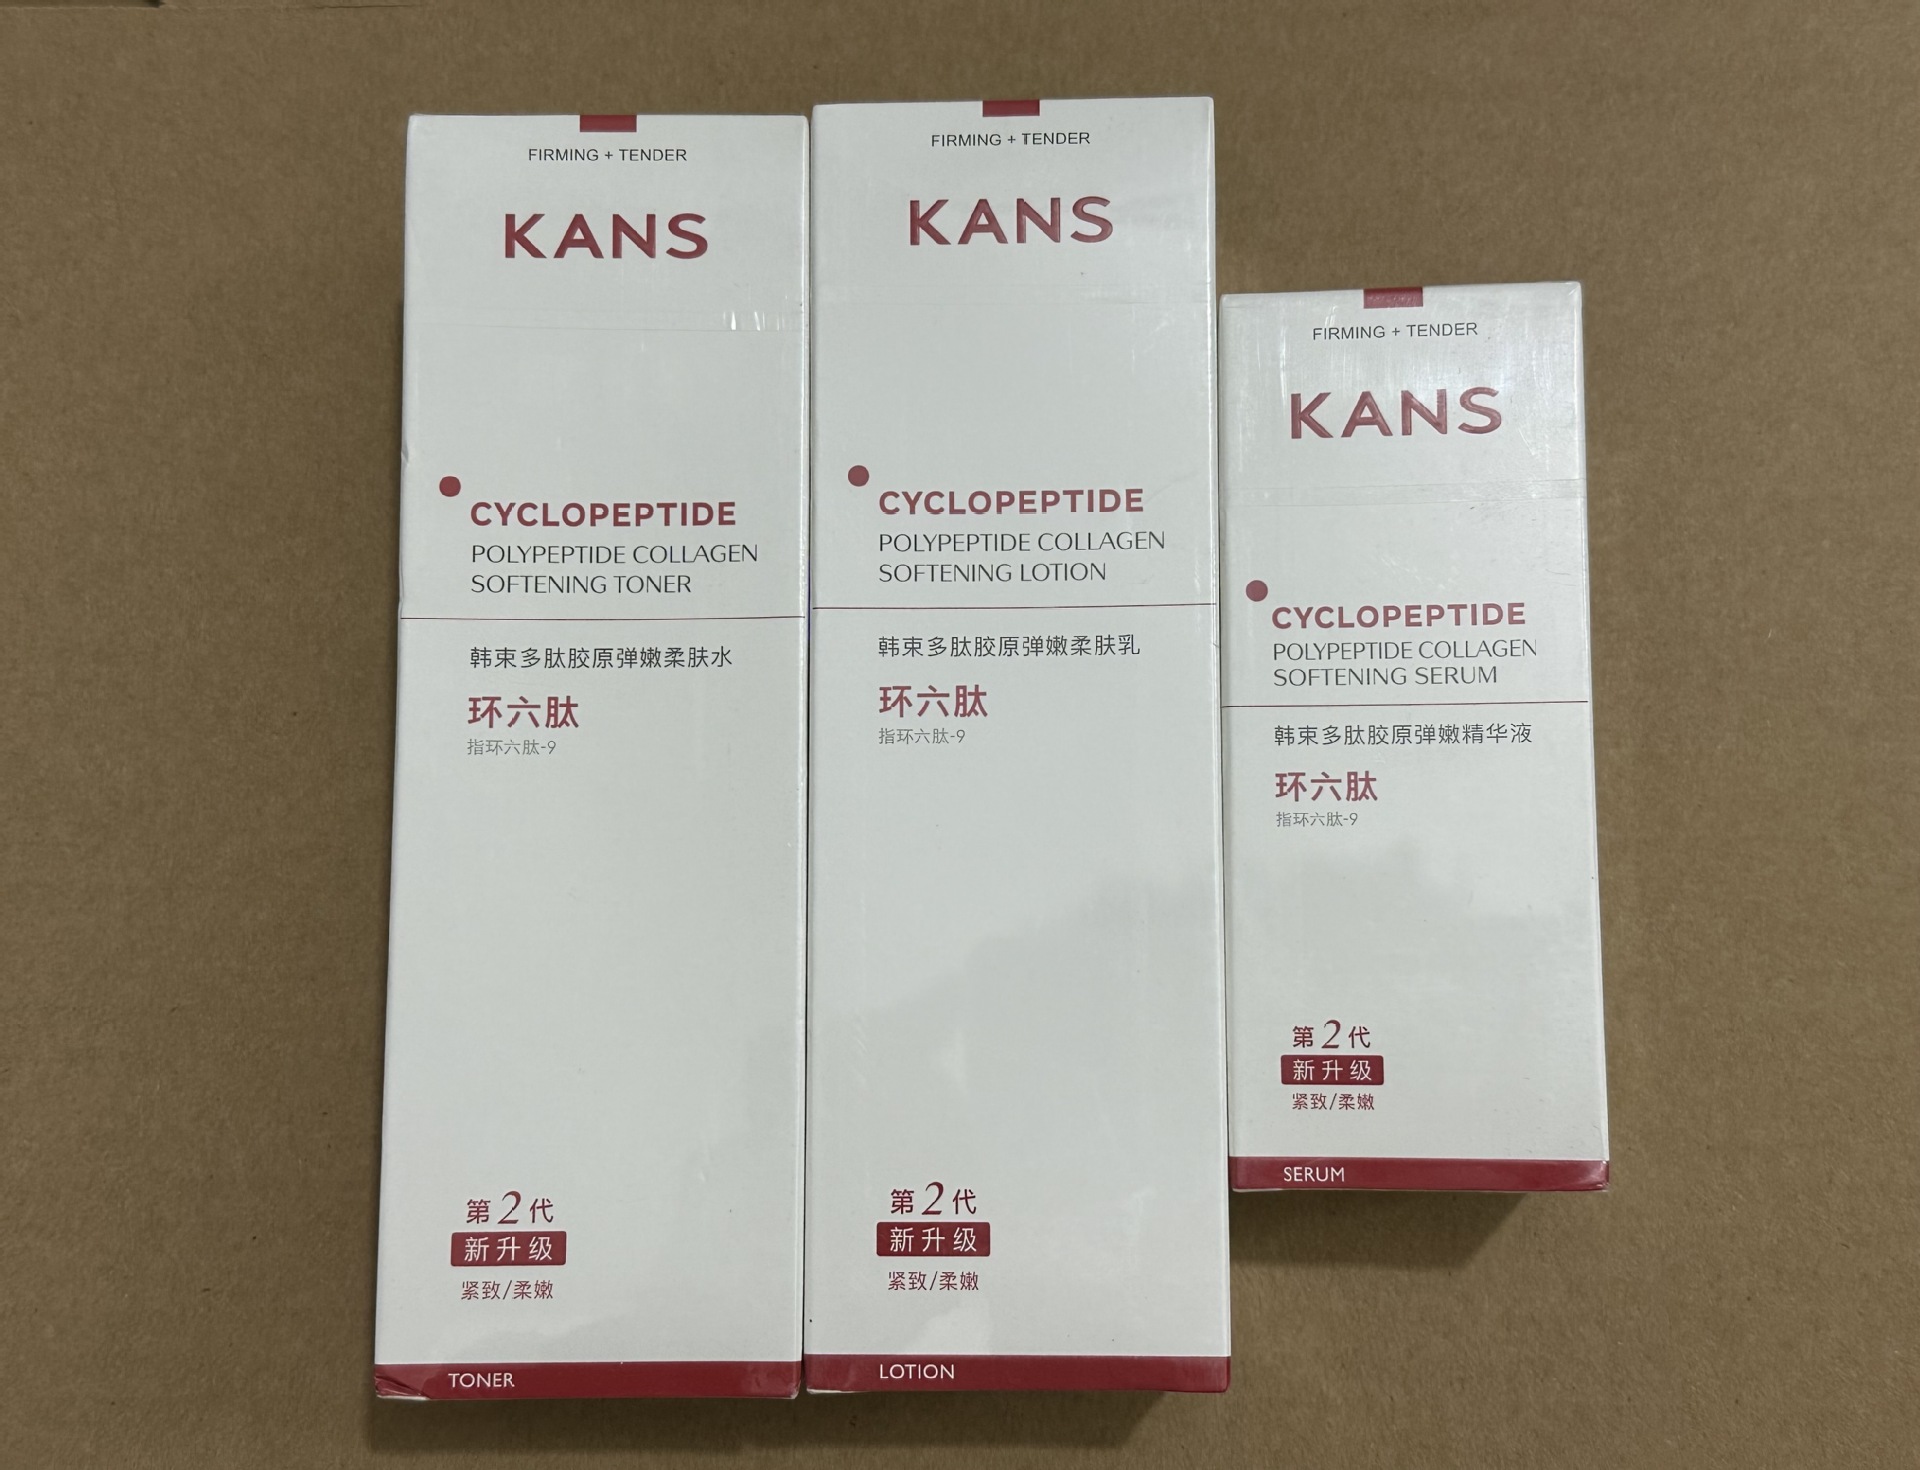 FIRMING + TENDER
KANS
CYCLOPEPTIDE
POLYPEPTIDE COLLAGEN
SOFTENING TONER
韩束多肽胶原弹嫩柔肤水
环六肽
指环六肽-9
第2代
新升级
紧致/柔嫩
TONER
FIRMING + TENDER
KANS
CYCLOPEPTIDE
POLYPEPTIDE COLLAGEN
SOFTENING LOTION
韩束多肽胶原弹嫩柔肤乳
环六肽
指环六肽-9
第2代
新升级
紧致/柔嫩
LOTION
FIRMING + TENDER
KANS
CYCLOPEPTIDE
POLYPEPTIDE COLLAGEN
SOFTENING SERUM
韩束多肽胶原弹嫩精华液
环六肽
指环六肽-9
第2代
新升级
紧致/柔嫩
SERUM